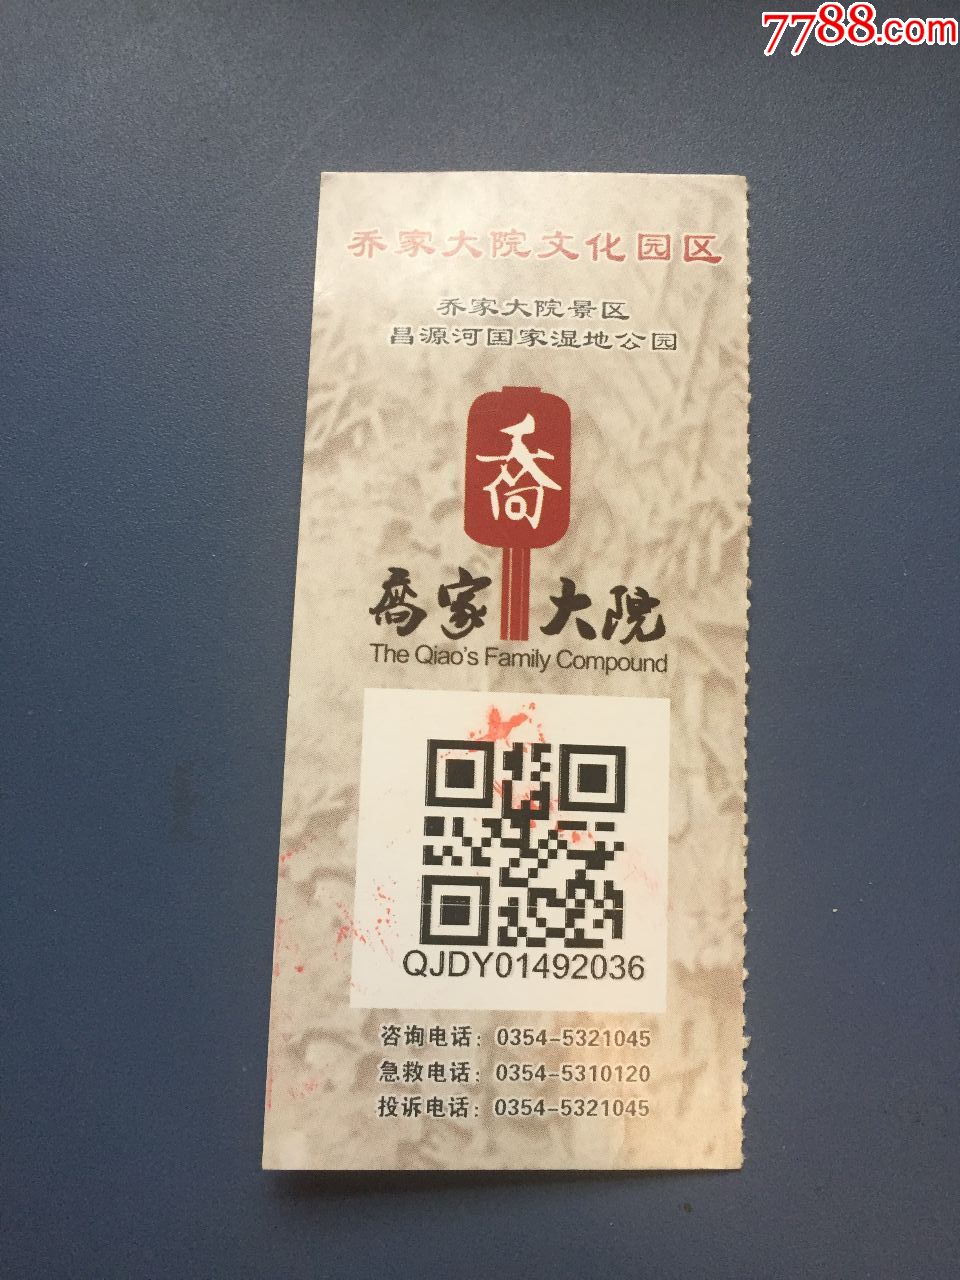 7788.com
乔家大院文化园区
乔家大院景区
昌源河国家湿地公园
喬
喬家大院
The Qiao's Family Compound
QJDY01492036
咨询电话：0354-5321045
急救电话：0354-5310120
投诉电话：0354-5321045